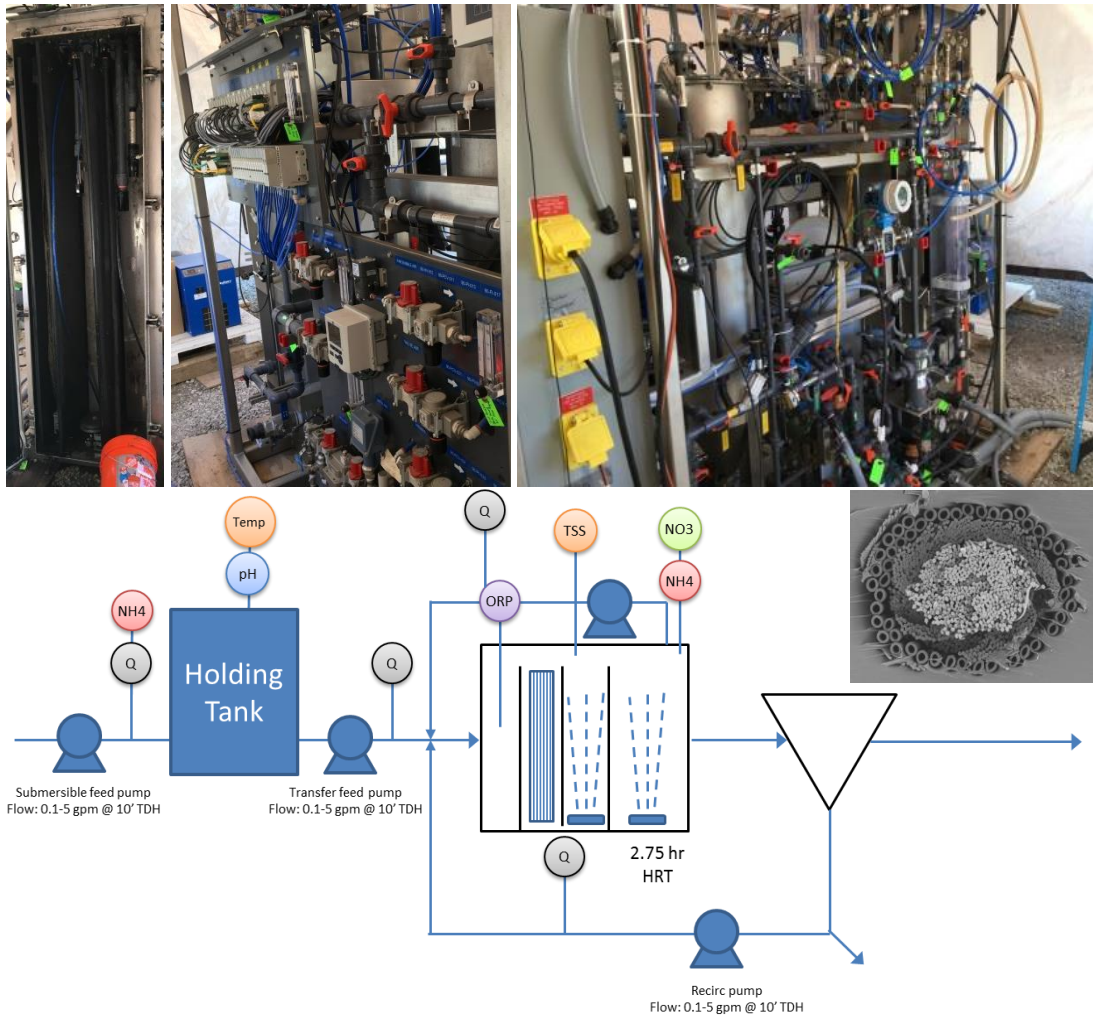 Temp
Q
TSS
NO3
pH
NH4
ORP
NH4
Q
Q
Holding
Tank
Submersible feed pump
Flow: 0.1-5 gpm @ 10’ TDH
Transfer feed pump
Flow: 0.1-5 gpm @ 10’ TDH
Q
2.75 hr
HRT
Recirc pump
Flow: 0.1-5 gpm @ 10’ TDH